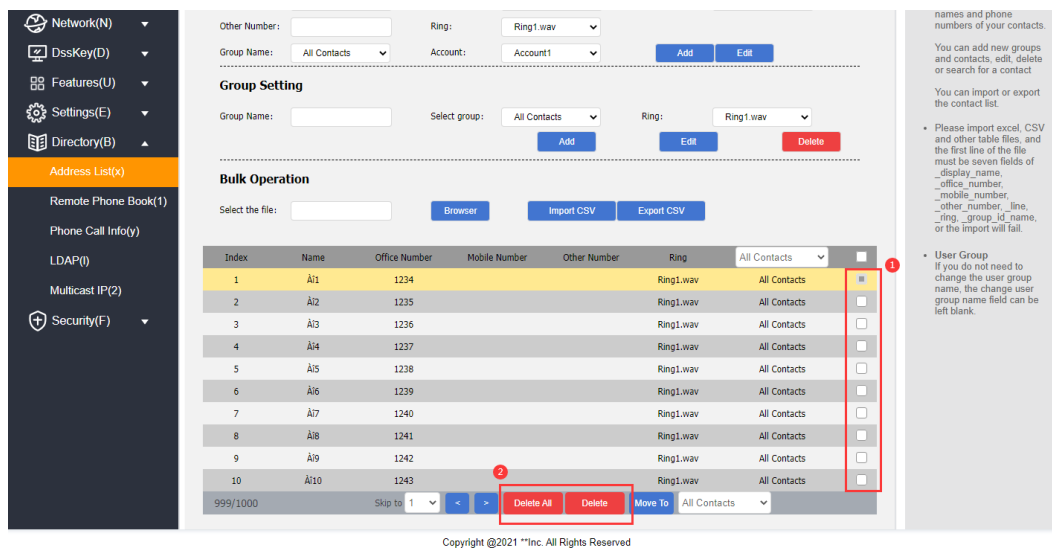 Network(N)
DssKey(D)
Features(U)
Settings(E)
Directory(B)
Address List(x)
Remote Phone Book(1)
Phone Call Info(y)
LDAP(l)
Multicast IP(2)
Security(F)
Other Number: Ring: Ring1.wav
Group Name: All Contacts Account: Account1 Add Edit
Group Setting
Group Name: Select group: All Contacts Ring: Ring1.wav
Add Edit Delete
Bulk Operation
Select the file: Browser Import CSV Export CSV
Index Name Office Number Mobile Number Other Number Ring All Contacts
1 Àî1 1234 Ring1.wav All Contacts
2 Àî2 1235 Ring1.wav All Contacts
3 Àî3 1236 Ring1.wav All Contacts
4 Àî4 1237 Ring1.wav All Contacts
5 Àî5 1238 Ring1.wav All Contacts
6 Àî6 1239 Ring1.wav All Contacts
7 Àî7 1240 Ring1.wav All Contacts
8 Àî8 1241 Ring1.wav All Contacts
9 Àî9 1242 Ring1.wav All Contacts
10 Àî10 1243 Ring1.wav All Contacts
1
2
999/1000 Skip to 1 < > Delete All Delete Move To All Contacts
names and phone
numbers of your contacts.
You can add new groups
and contacts, edit, delete
or search for a contact
You can import or export
the contact list.
• Please import excel, CSV
and other table files, and
the first line of the file
must be seven fields of
_display_name,
_office_number,
_mobile_number,
_other_number, _line,
_ring, _group_id_name,
or the import will fail.
• User Group
If you do not need to
change the user group
name, the change user
group name field can be
left blank.
Copyright @2021 **Inc. All Rights Reserved